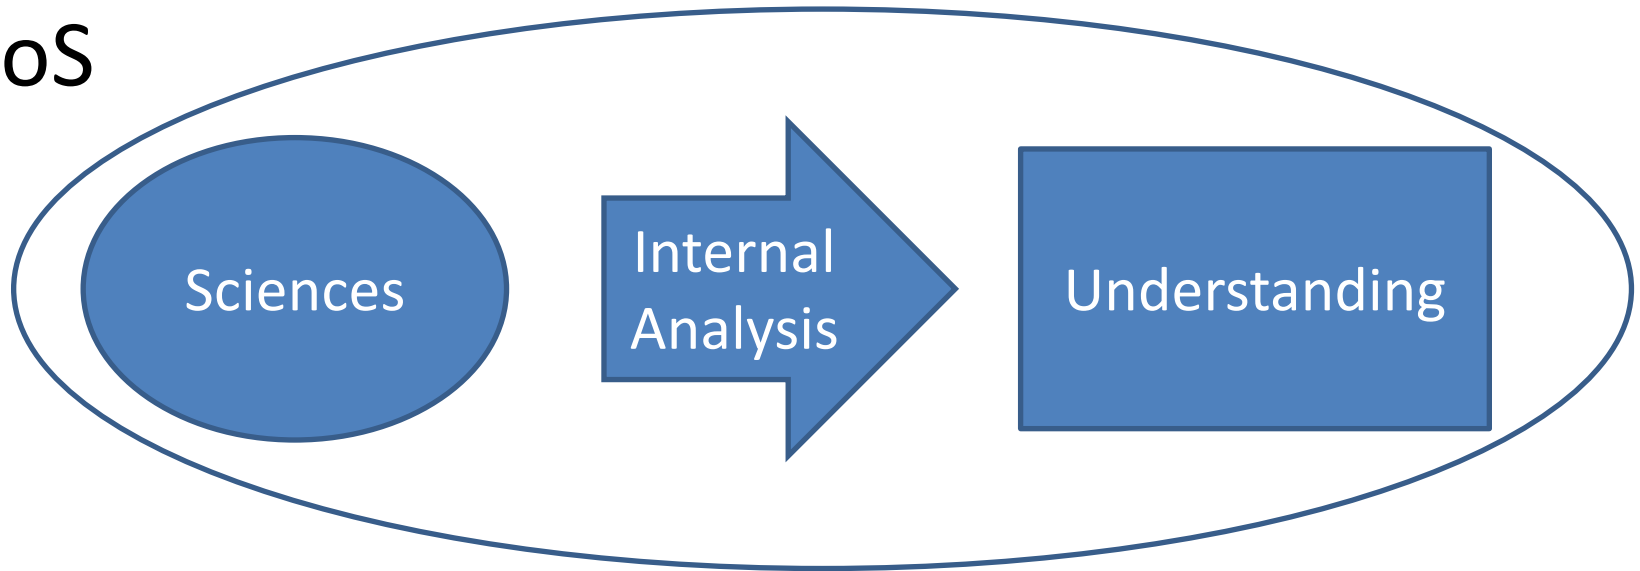 oS
Sciences
Internal
Analysis
Understanding